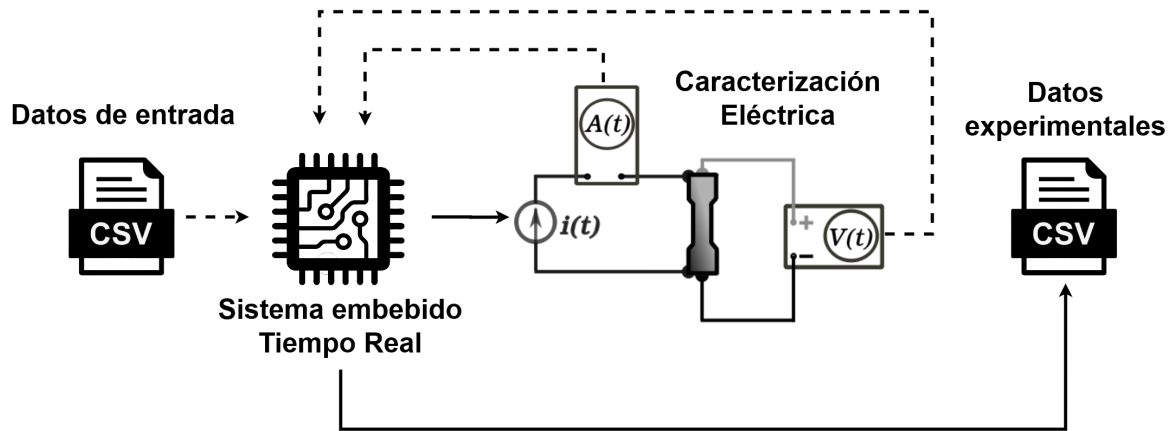 Datos de entrada
CSV
Sistema embebido
Tiempo Real
A(t)
i(t)
Caracterización
Eléctrica
+
V(t)
−
Datos
experimentales
CSV